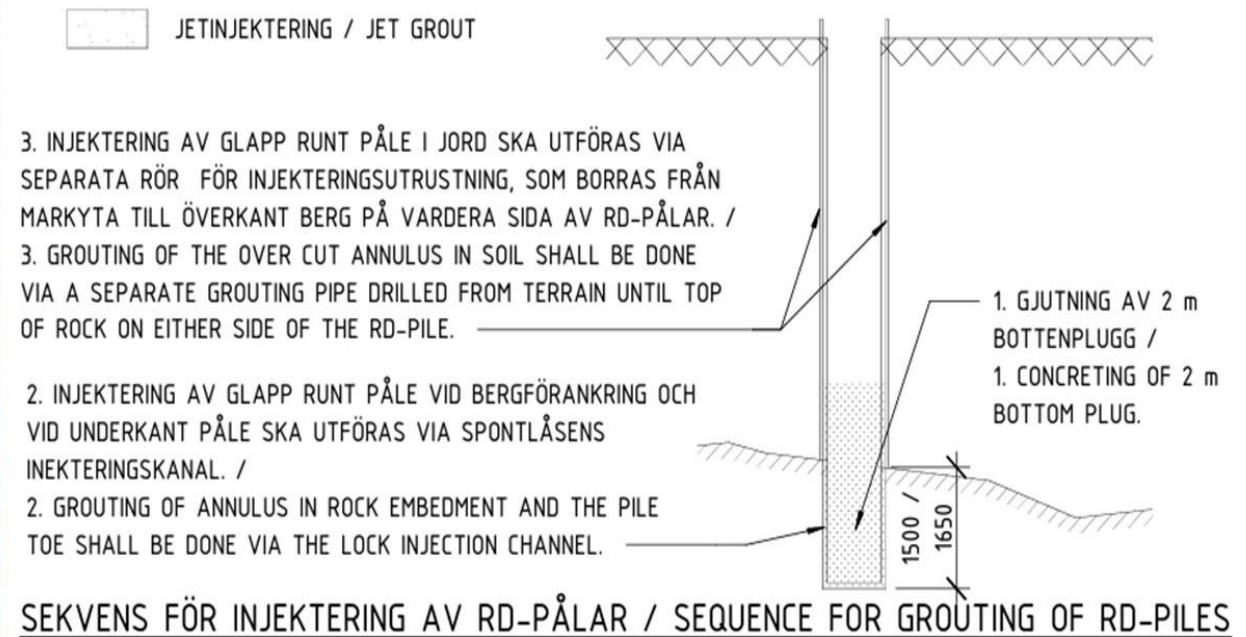 JETINJEKTERING / JET GROUT
3. INJEKTERING AV GLAPP RUNT PÅLE I JORD SKA UTFÖRAS VIA
SEPARATA RÖR FÖR INJEKTERINGSUTRUSTNING, SOM BORRAS FRÅN
MARKYTA TILL ÖVERKANT BERG PÅ VARDERA SIDA AV RD-PÅLAR. /
3. GROUTING OF THE OVER CUT ANNULUS IN SOIL SHALL BE DONE
VIA A SEPARATE GROUTING PIPE DRILLED FROM TERRAIN UNTIL TOP
OF ROCK ON EITHER SIDE OF THE RD-PILE.
1. GJUTNING AV 2 m
BOTTENPLUGG /
1. CONCRETING OF 2 m
BOTTOM PLUG.
2. INJEKTERING AV GLAPP RUNT PÅLE VID BERGFÖRANKRING OCH
VID UNDERKANT PÅLE SKA UTFÖRAS VIA SPONTLÅSENS
INEKTERINGSKANAL. /
2. GROUTING OF ANNULUS IN ROCK EMBEDMENT AND THE PILE
TOE SHALL BE DONE VIA THE LOCK INJECTION CHANNEL.
1500 /
1650
SEKVENS FÖR INJEKTERING AV RD-PÅLAR / SEQUENCE FOR GROUTING OF RD-PILES